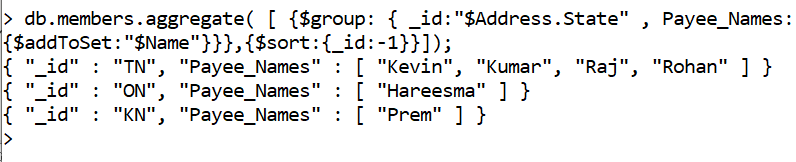 > db.members.aggregate( [ {$group: { _id:"$Address.State" , Payee_Names:
{$addToSet:"$Name"}}},{$sort:{_id:-1}}]);
{ "_id" : "TN", "Payee_Names" : [ "Kevin", "Kumar", "Raj", "Rohan" ] }
{ "_id" : "ON", "Payee_Names" : [ "Hareesma" ] }
{ "_id" : "KN", "Payee_Names" : [ "Prem" ] }
>